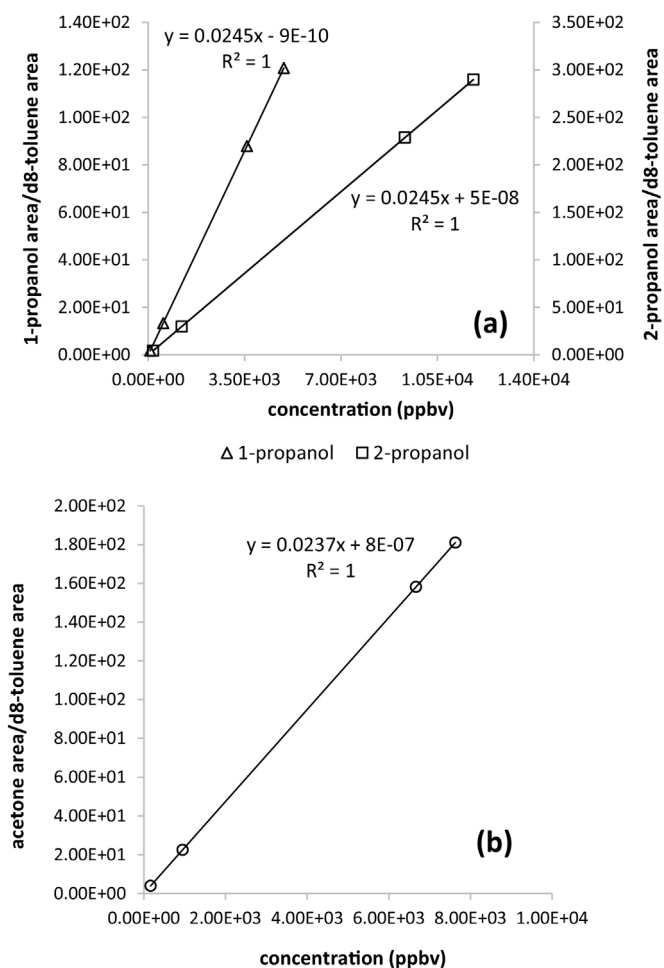 1.40E+02
1.20E+02
1.00E+02
8.00E+01
6.00E+01
4.00E+01
2.00E+01
0.00E+00
1-propanol area/d8-toluene area
y = 0.0245x - 9E-10
R² = 1
y = 0.0245x + 5E-08
R² = 1
(a)
3.50E+02
3.00E+02
2.50E+02
2.00E+02
1.50E+02
1.00E+02
5.00E+01
0.00E+00
2-propanol area/d8-toluene area
0.00E+00 3.50E+03 7.00E+03 1.05E+04 1.40E+04
concentration (ppbv)
1-propanol 2-propanol
2.00E+02
1.80E+02
1.60E+02
1.40E+02
1.20E+02
1.00E+02
8.00E+01
6.00E+01
4.00E+01
2.00E+01
0.00E+00
acetone area/d8-toluene area
y = 0.0237x + 8E-07
R² = 1
(b)
0.00E+00 2.00E+03 4.00E+03 6.00E+03 8.00E+03 1.00E+04
concentration (ppbv)